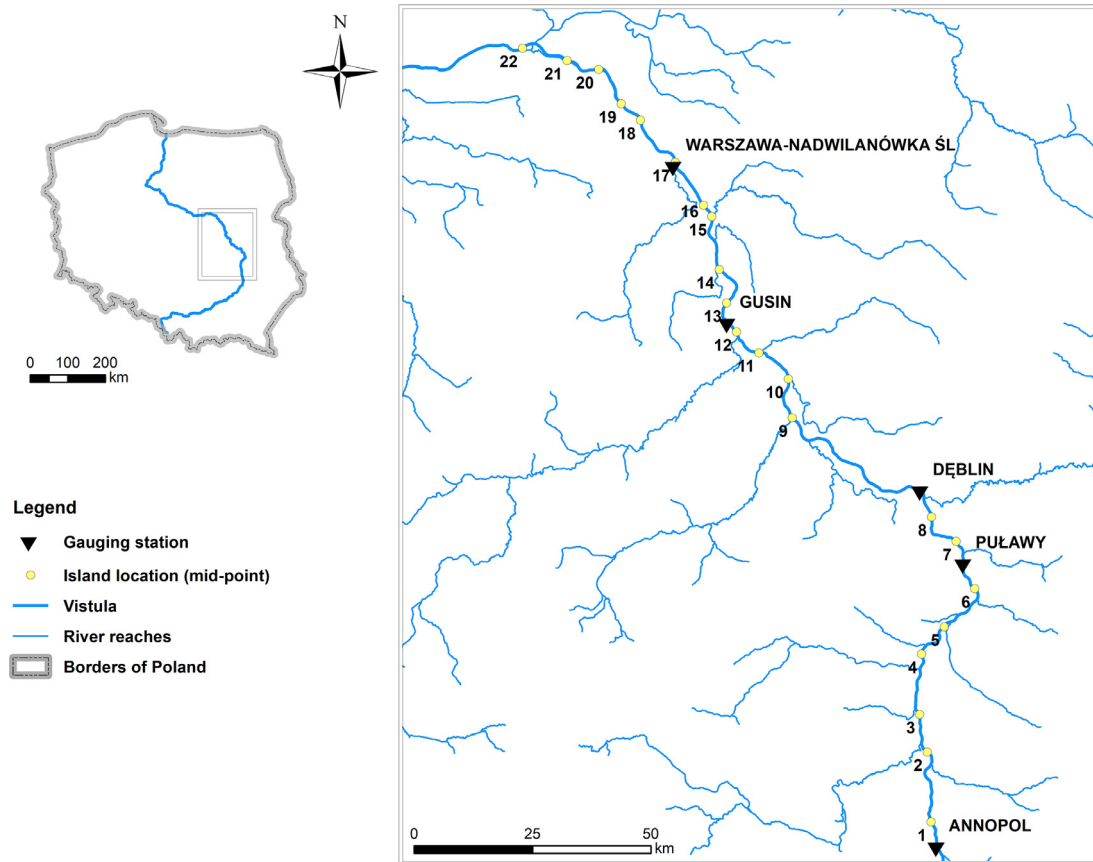 N
0 100 200
km
Legend
Gauging station
Island location (mid-point)
Vistula
River reaches
Borders of Poland
22
21
20
19
18
WARSZAWA-NADWILANÓWKA ŚL
17
16
15
14
GUSIN
13
12
11
10
9
DĘBLIN
8
PUŁAWY
7
6
5
4
3
2
1
ANNOPOL
0 25 50
km